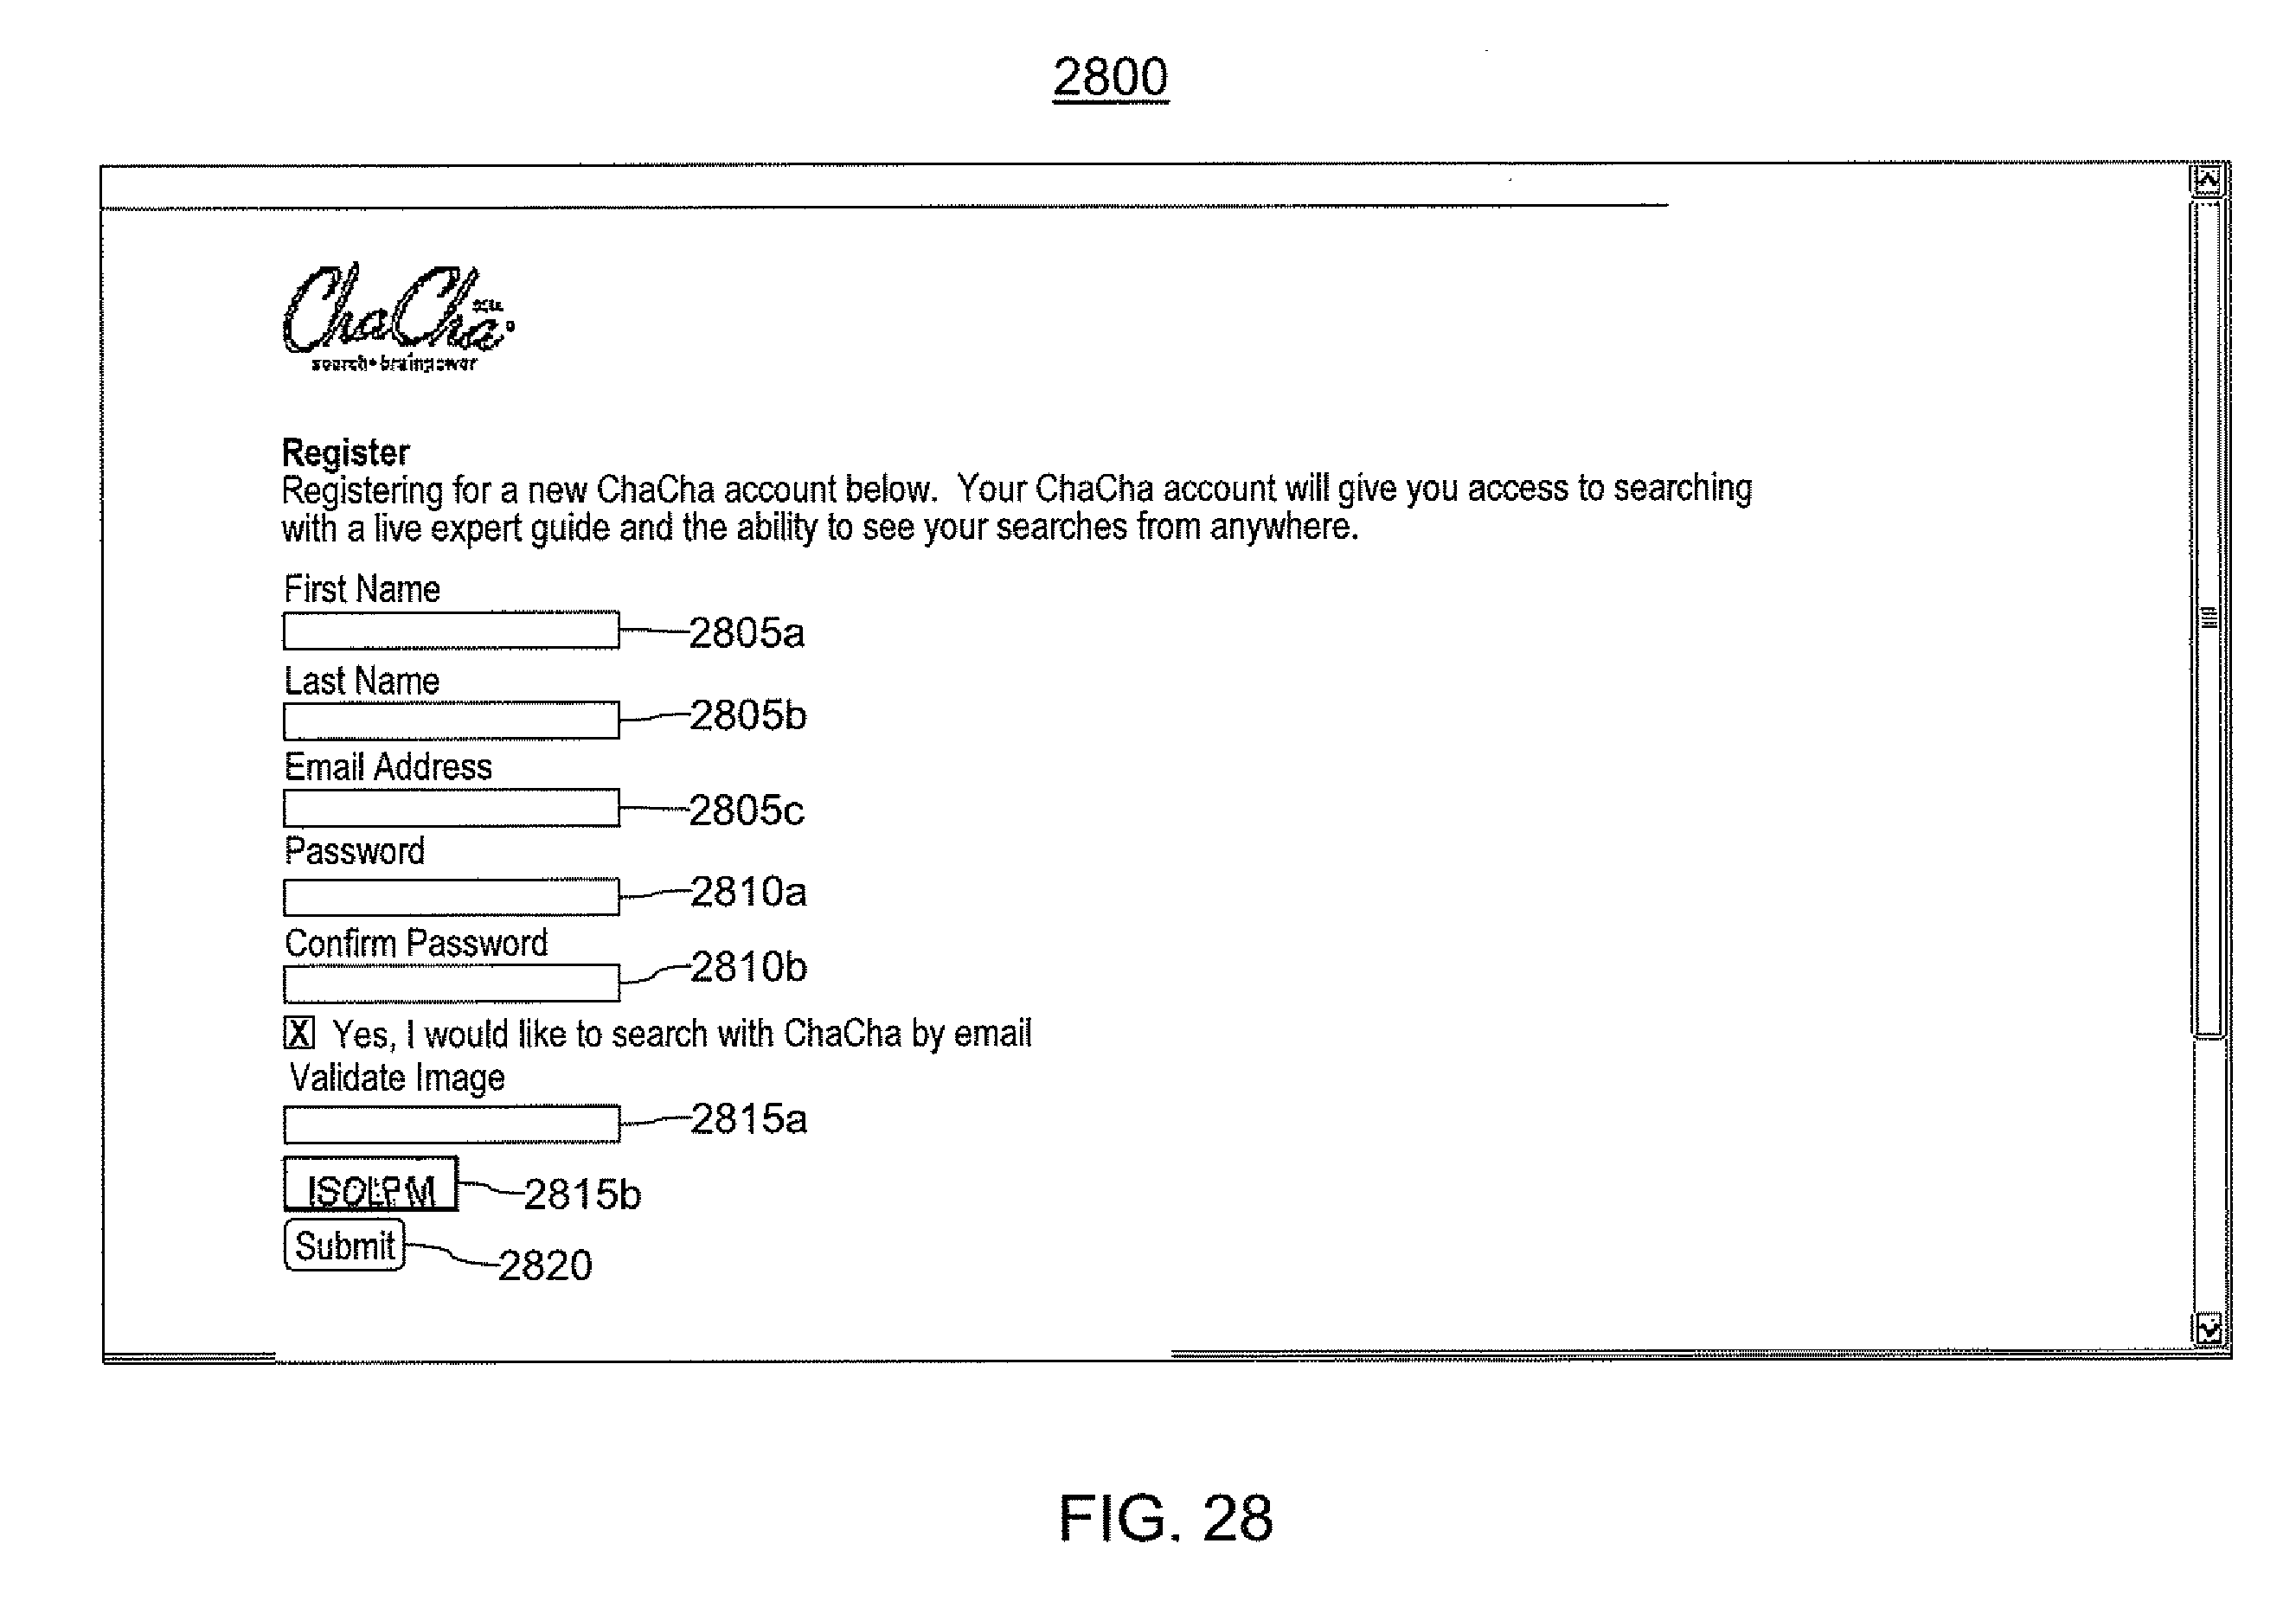 2800
ChaCha
search•brainpower
Register
Registering for a new ChaCha account below. Your ChaCha account will give you access to searching
with a live expert guide and the ability to see your searches from anywhere.
First Name
2805a
Last Name
2805b
Email Address
2805c
Password
2810a
Confirm Password
2810b
X Yes, I would like to search with ChaCha by email
Validate Image
2815a
2815b
Submit
2820
FIG. 28